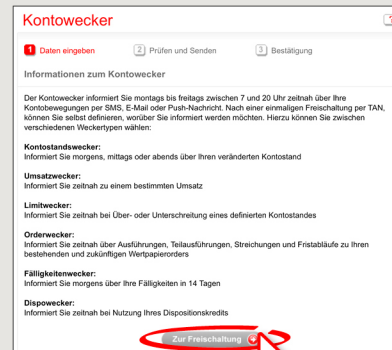 Kontowecker
?
1 Daten eingeben 2 Prüfen und Senden 3 Bestätigung
Informationen zum Kontowecker
Der Kontowecker informiert Sie montags bis freitags zwischen 7 und 20 Uhr zeitnah über Ihre
Kontobewegungen per SMS, E-Mail oder Push-Nachricht. Nach einer einmaligen Freischaltung per TAN,
können Sie selbst definieren, worüber Sie informiert werden möchten. Hierzu können Sie zwischen
verschiedenen Weckertypen wählen:
Kontostandswecker:
Informiert Sie morgens, mittags oder abends über Ihren veränderten Kontostand
Umsatzwecker:
Informiert Sie zeitnah zu einem bestimmten Umsatz
Limitwecker:
Informiert Sie zeitnah bei Über- oder Unterschreitung eines definierten Kontostandes
Orderwecker:
Informiert Sie zeitnah über Ausführungen, Teilausführungen, Streichungen und Fristabläufe zu Ihren
bestehenden und zukünftigen Wertpapierorders
Fälligkeitenwecker:
Informiert Sie morgens über Ihre Fälligkeiten in 14 Tagen
Dispowecker:
Informiert Sie zeitnah bei Nutzung Ihres Dispositionskredits
Zur Freischaltung